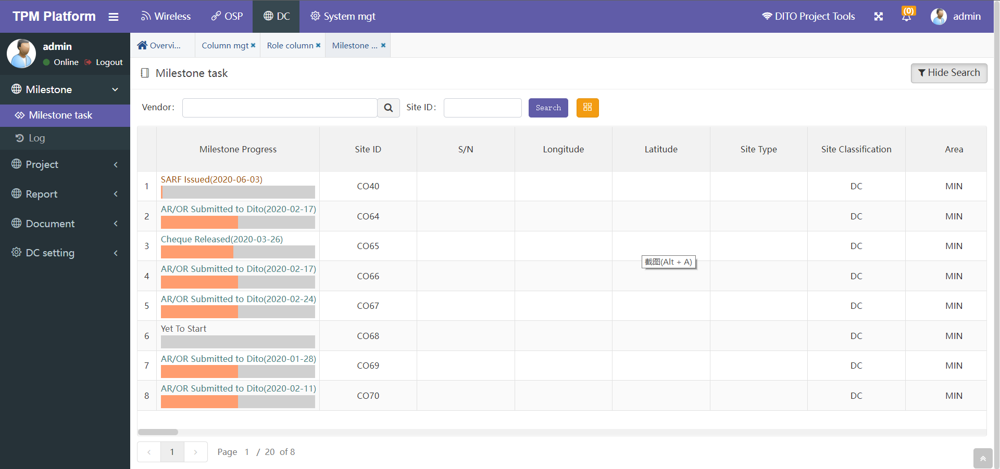 TPM Platform
Wireless
OSP
DC
System mgt
DITO Project Tools
(0)
admin
admin
Online
Logout
Milestone
Milestone task
Log
Project
Report
Document
DC setting
Overvi...
Column mgt
Role column
Milestone ...
Milestone task
Hide Search
Vendor:
Site ID:
Search
Milestone Progress Site ID S/N Longitude Latitude Site Type Site Classification Area
1 SARF Issued(2020-06-03) CO40 DC MIN
2 AR/OR Submitted to Dito(2020-02-17) CO64 DC MIN
3 Cheque Released(2020-03-26) CO65 DC MIN
截图(Alt + A)
4 AR/OR Submitted to Dito(2020-02-17) CO66 DC MIN
5 AR/OR Submitted to Dito(2020-02-24) CO67 DC MIN
6 Yet To Start CO68 DC MIN
7 AR/OR Submitted to Dito(2020-01-28) CO69 DC MIN
8 AR/OR Submitted to Dito(2020-02-11) CO70 DC MIN
1
Page 1 / 20 of 8